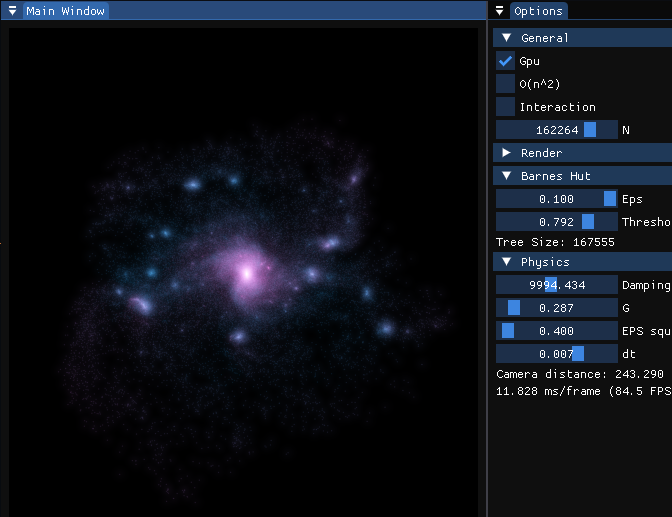 Main Window
Options
General
Gpu
O(n^2)
Interaction
162264 N
Render
Barnes Hut
0.100 Eps
0.792 Thresho
Tree Size: 167555
Physics
9994.434 Damping
0.287 G
0.400 EPS squ
0.007 dt
Camera distance: 243.290
11.828 ms/frame (84.5 FPS